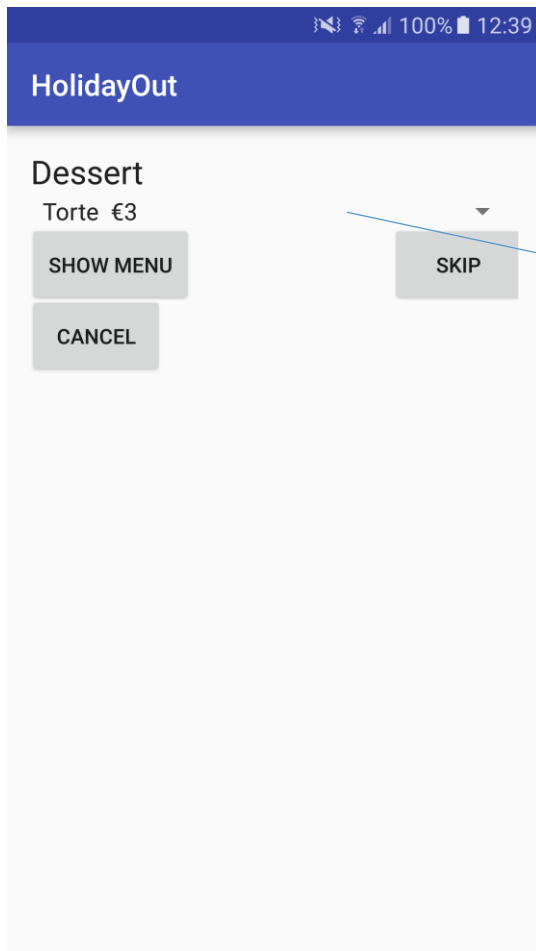 100% 12:39
HolidayOut
Dessert
Torte €3
SHOW MENU SKIP
CANCEL